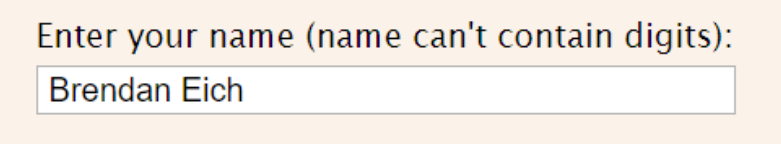 Enter your name (name can't contain digits):
Brendan Eich